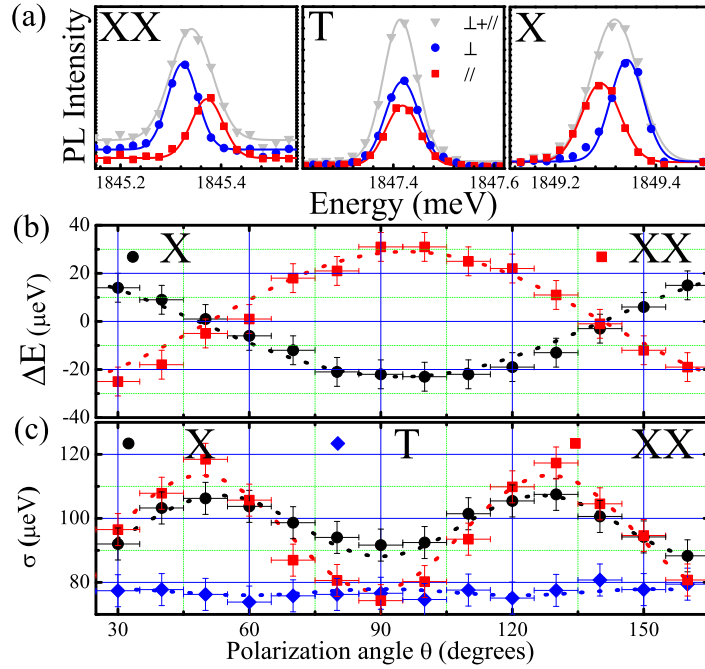 (a)
XX
T
X
⊥+//
⊥
//
PL Intensity
1845.2 1845.4 1847.4 1847.6 1849.2 1849.4
Energy (meV)
(b)
X
XX
40
20
0
-20
-40
ΔE (μeV)
(c)
X
T
XX
120
100
80
σ (μeV)
30 60 90 120 150
Polarization angle θ (degrees)